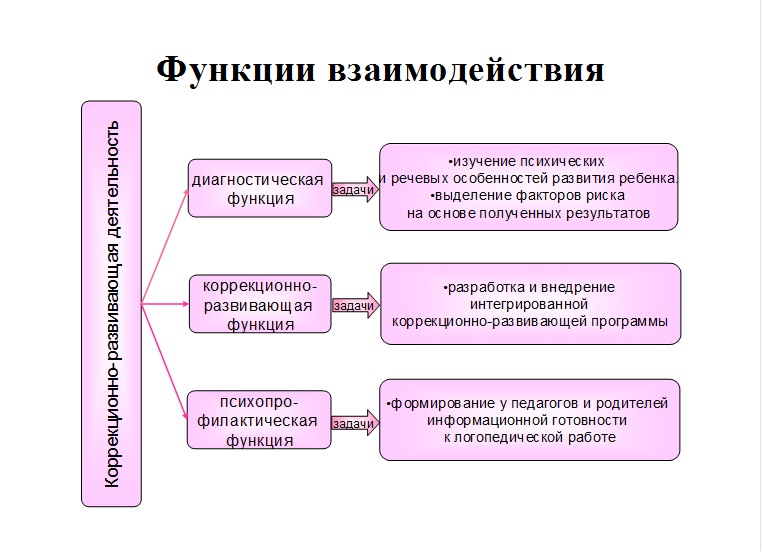 Функции взаимодействия
Коррекционно-развивающая деятельность
диагностическая
функция
задачи
•изучение психических
и речевых особенностей развития ребенка.
•выделение факторов риска
на основе полученных результатов
коррекционно-
развивающая
функция
задачи
•разработка и внедрение
интегрированной
коррекционно-развивающей программы
психопро-
филактическая
функция
задачи
•формирование у педагогов и родителей
информационной готовности
к логопедической работе